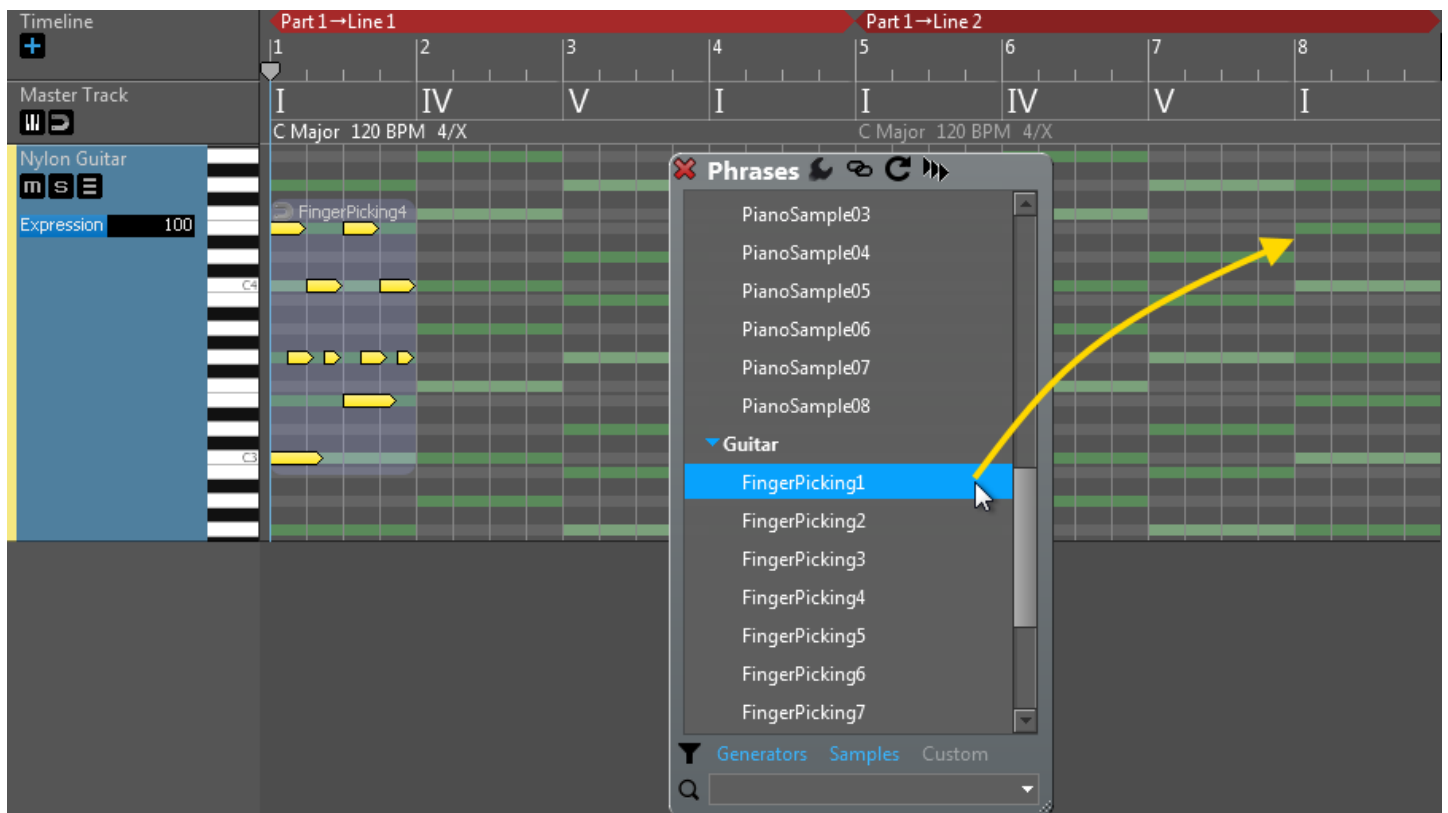 Timeline
Part 1→Line 1
Part 1→Line 2
1 2 3 4 5 6 7 8
Master Track
I IV V I I IV V I
C Major 120 BPM 4/X
C Major 120 BPM 4/X
Nylon Guitar
m s
Expression 100
FingerPicking4
C4
C3
Phrases
PianoSample03
PianoSample04
PianoSample05
PianoSample06
PianoSample07
PianoSample08
Guitar
FingerPicking1
FingerPicking2
FingerPicking3
FingerPicking4
FingerPicking5
FingerPicking6
FingerPicking7
Generators Samples Custom